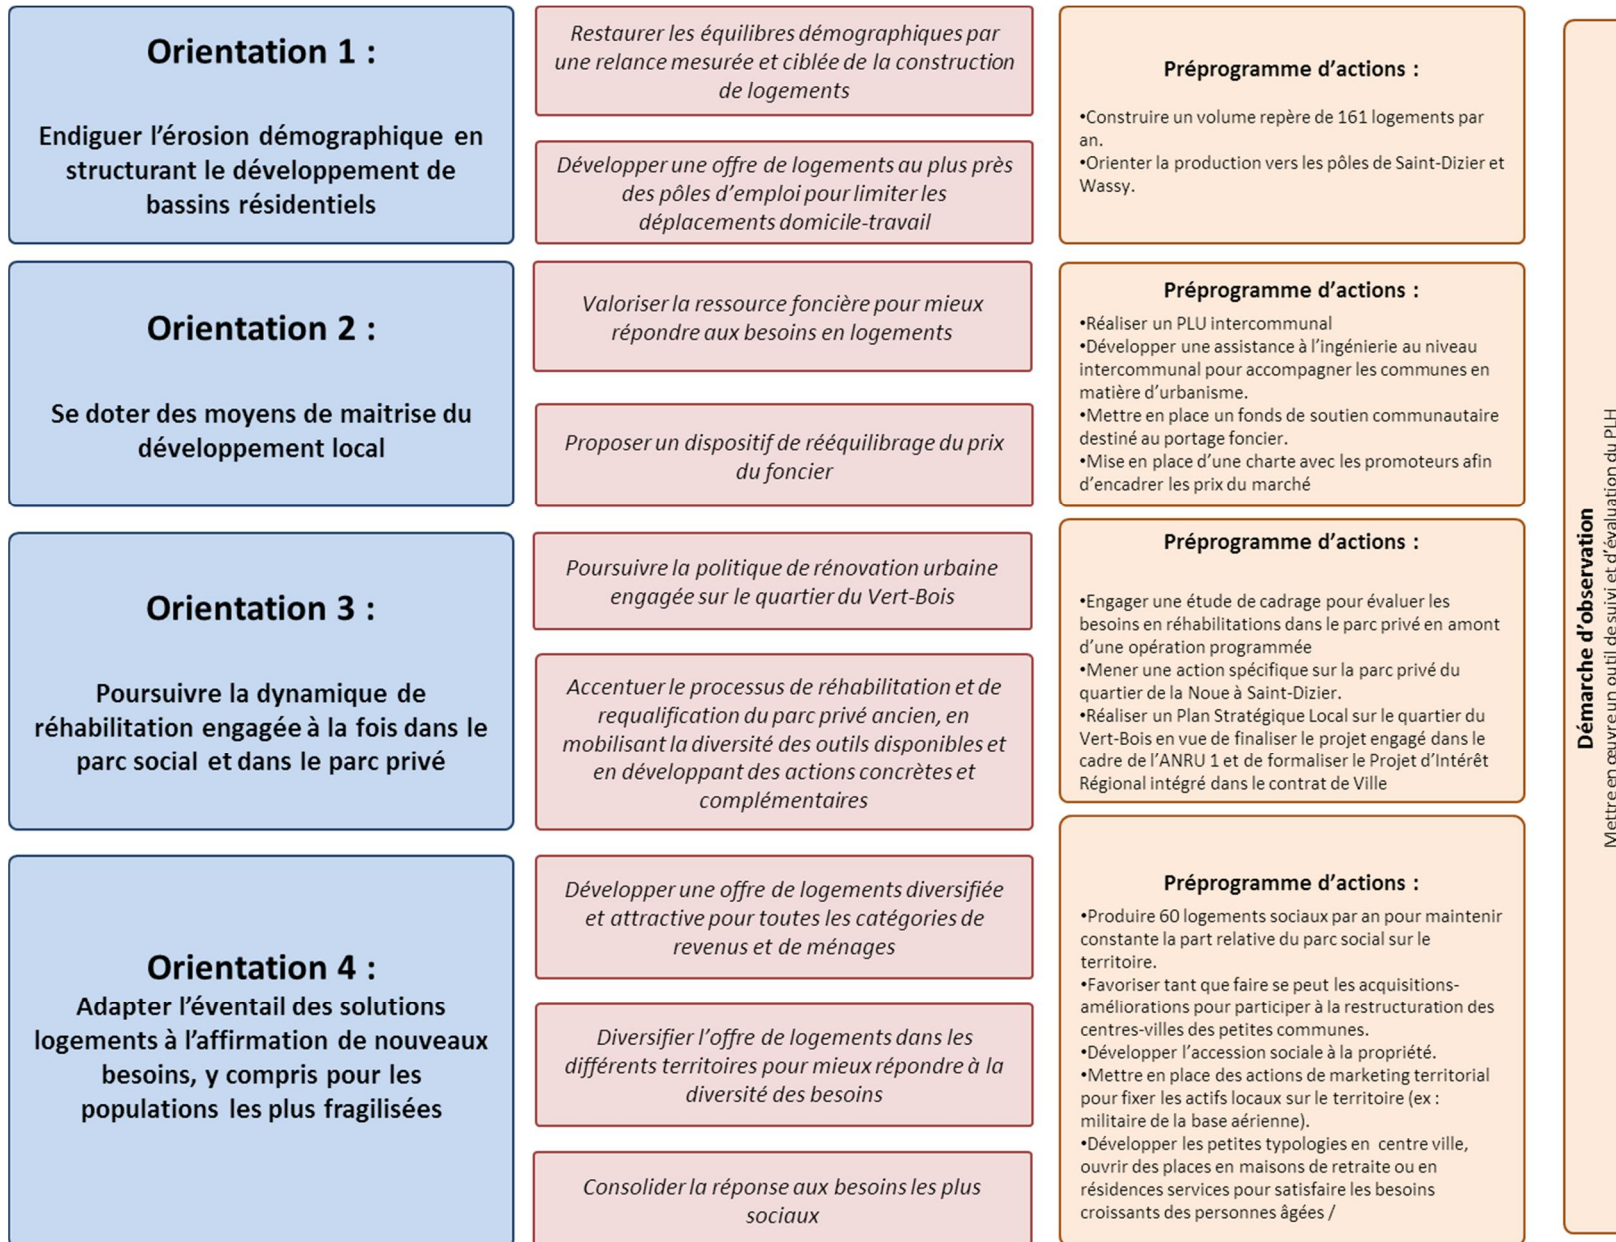 Orientation 1 :
Endiguer l’érosion démographique en
structurant le développement de
bassins résidentiels
Restaurer les équilibres démographiques par
une relance mesurée et ciblée de la construction
de logements
Développer une offre de logements au plus près
des pôles d’emploi pour limiter les
déplacements domicile-travail
Préprogramme d’actions :
•Construire un volume repère de 161 logements par
an.
•Orienter la production vers les pôles de Saint-Dizier et
Wassy.
Orientation 2 :
Se doter des moyens de maitrise du
développement local
Valoriser la ressource foncière pour mieux
répondre aux besoins en logements
Proposer un dispositif de rééquilibrage du prix
du foncier
Préprogramme d’actions :
•Réaliser un PLU intercommunal
•Développer une assistance à l’ingénierie au niveau
intercommunal pour accompagner les communes en
matière d’urbanisme.
•Mettre en place un fonds de soutien communautaire
destiné au portage foncier.
•Mise en place d’une charte avec les promoteurs afin
d’encadrer les prix du marché
Orientation 3 :
Poursuivre la dynamique de
réhabilitation engagée à la fois dans le
parc social et dans le parc privé
Poursuivre la politique de rénovation urbaine
engagée sur le quartier du Vert-Bois
Accentuer le processus de réhabilitation et de
requalification du parc privé ancien, en
mobilisant la diversité des outils disponibles et
en développant des actions concrètes et
complémentaires
Préprogramme d’actions :
•Engager une étude de cadrage pour évaluer les
besoins en réhabilitations dans le parc privé en amont
d’une opération programmée
•Mener une action spécifique sur la parc privé du
quartier de la Noue à Saint-Dizier.
•Réaliser un Plan Stratégique Local sur le quartier du
Vert-Bois en vue de finaliser le projet engagé dans le
cadre de l’ANRU 1 et de formaliser le Projet d’Intérêt
Régional intégré dans le contrat de Ville
Orientation 4 :
Adapter l’éventail des solutions
logements à l’affirmation de nouveaux
besoins, y compris pour les
populations les plus fragilisées
Développer une offre de logements diversifiée
et attractive pour toutes les catégories de
revenus et de ménages
Diversifier l’offre de logements dans les
différents territoires pour mieux répondre à la
diversité des besoins
Consolider la réponse aux besoins les plus
sociaux
Préprogramme d’actions :
•Produire 60 logements sociaux par an pour maintenir
constante la part relative du parc social sur le
territoire.
•Favoriser tant que faire se peut les acquisitions-
améliorations pour participer à la restructuration des
centres-villes des petites communes.
•Développer l’accession sociale à la propriété.
•Mettre en place des actions de marketing territorial
pour fixer les actifs locaux sur le territoire (ex :
militaire de la base aérienne).
•Développer les petites typologies en centre ville,
ouvrir des places en maisons de retraite ou en
résidences services pour satisfaire les besoins
croissants des personnes âgées /
Démarche d’observation
Mettre en œuvre un outil de suivi et d’évaluation du PLH